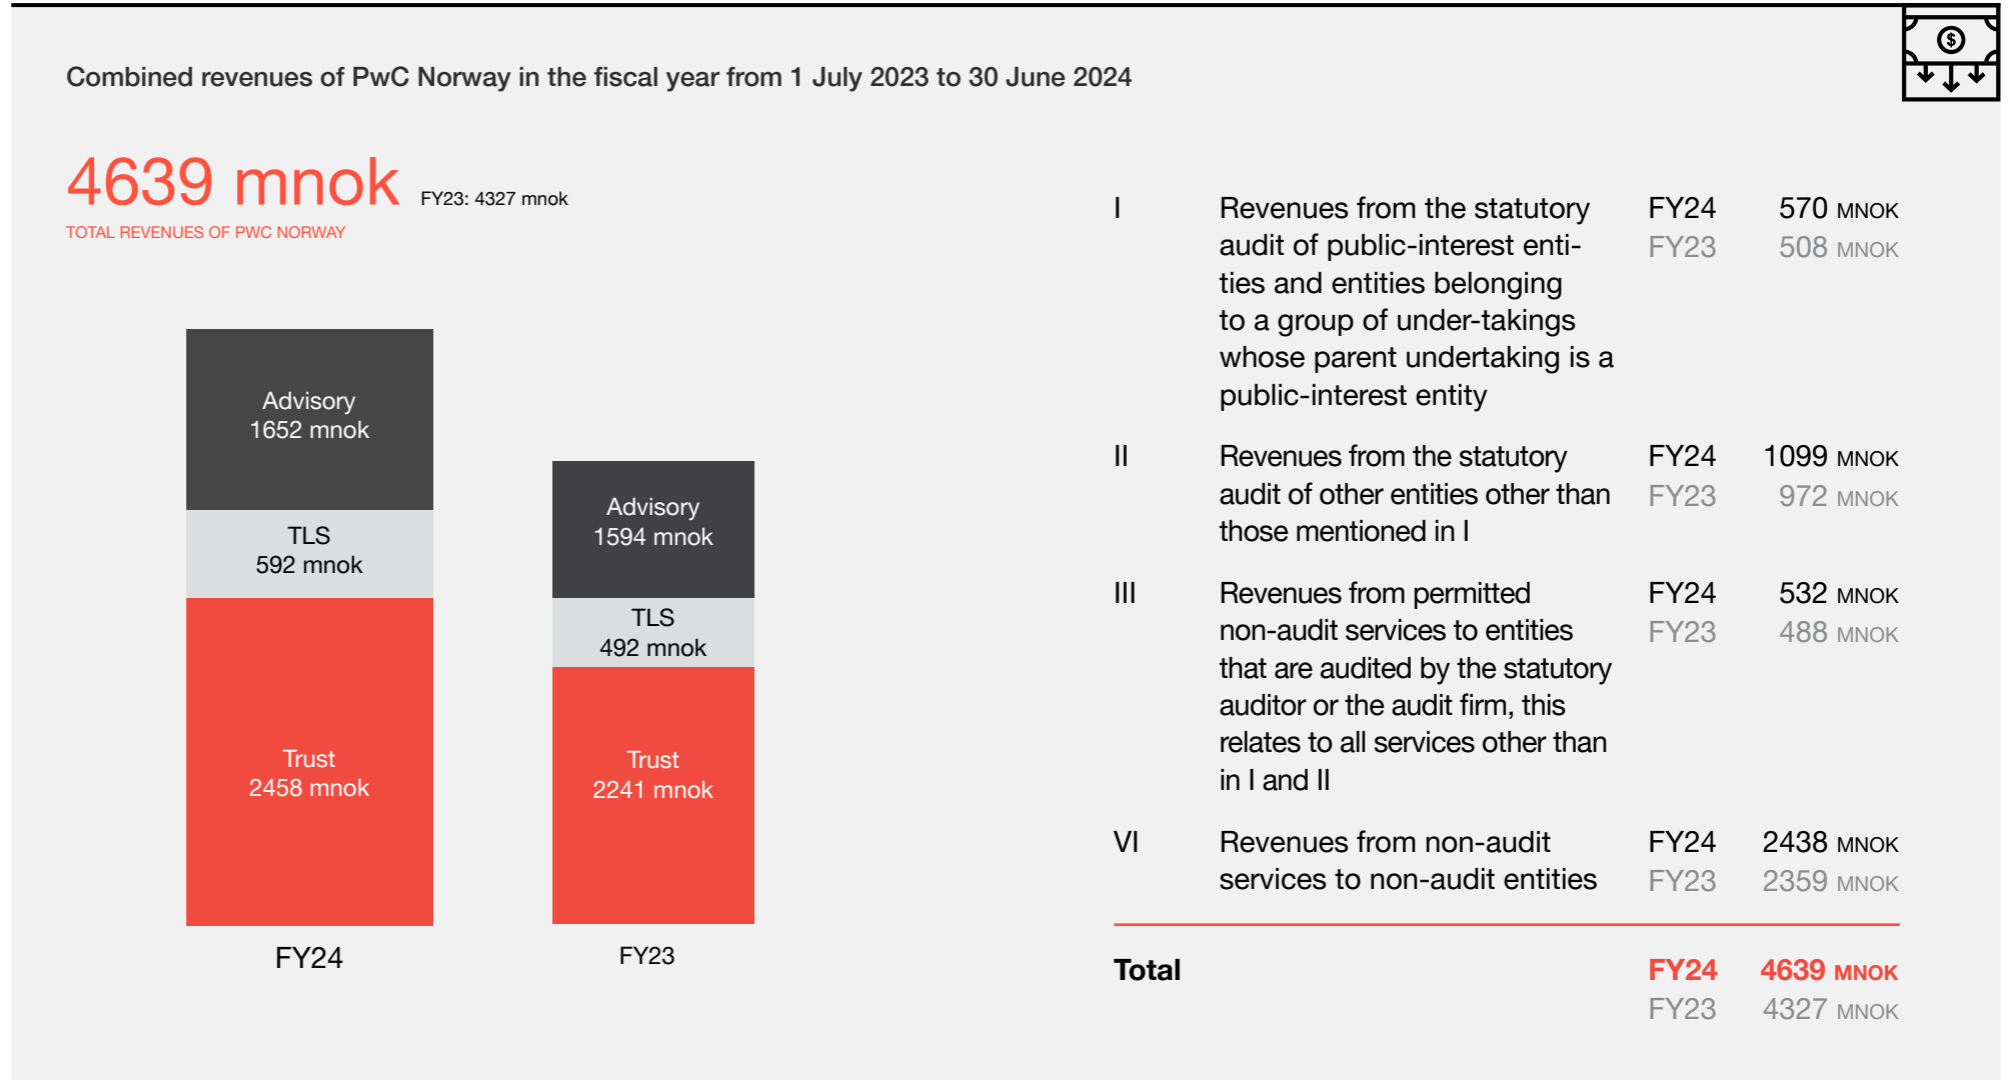 Combined revenues of PwC Norway in the fiscal year from 1 July 2023 to 30 June 2024
$
4639 mnok FY23: 4327 mnok
TOTAL REVENUES OF PWC NORWAY
Advisory
1652 mnok
TLS
592 mnok
Trust
2458 mnok
FY24
Advisory
1594 mnok
TLS
492 mnok
Trust
2241 mnok
FY23
I Revenues from the statutory FY24 570 MNOK
audit of public-interest enti- FY23 508 MNOK
ties and entities belonging
to a group of under-takings
whose parent undertaking is a
public-interest entity
II Revenues from the statutory FY24 1099 MNOK
audit of other entities other than FY23 972 MNOK
those mentioned in I
III Revenues from permitted FY24 532 MNOK
non-audit services to entities FY23 488 MNOK
that are audited by the statutory
auditor or the audit firm, this
relates to all services other than
in I and II
VI Revenues from non-audit FY24 2438 MNOK
services to non-audit entities FY23 2359 MNOK
Total FY24 4639 MNOK
FY23 4327 MNOK